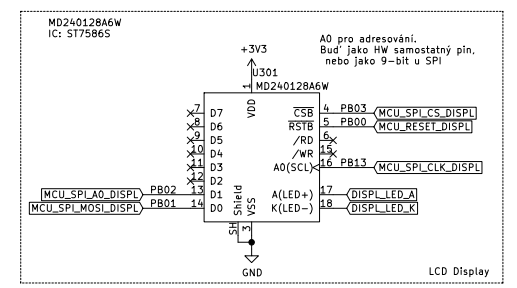 MD240128A6W
IC: ST7586S
A0 pro adresování.
Buď jako HW samostatný pin,
nebo jako 9-bit u SPI
+3V3
U301
MD240128A6W
1
VDD
7 D7
8 D6
9 D5
10 D4
11 D3
12 D2
MCU_SPI_A0_DISPL PB02 13 D1
MCU_SPI_MOSI_DISPL PB01 14 D0
CSB 4 PB03 MCU_SPI_CS_DISPL
RSTB 5 PB00 MCU_RESET_DISPL
/RD 6
/WR 15
A0(SCL) 16 PB13 MCU_SPI_CLK_DISPL
A(LED+) 17 DISPL_LED_A
K(LED-) 18 DISPL_LED_K
Shield
VSS
SH
3
GND
LCD Display